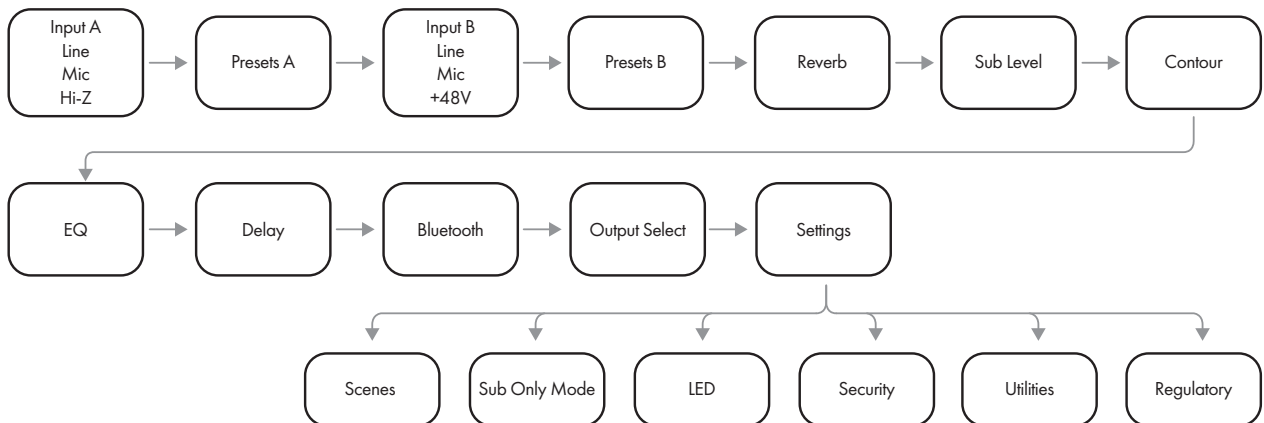 Input A
Line
Mic
Hi-Z
Presets A
Input B
Line
Mic
+48V
Presets B
Reverb
Sub Level
Contour
EQ
Delay
Bluetooth
Output Select
Settings
Scenes
Sub Only Mode
LED
Security
Utilities
Regulatory